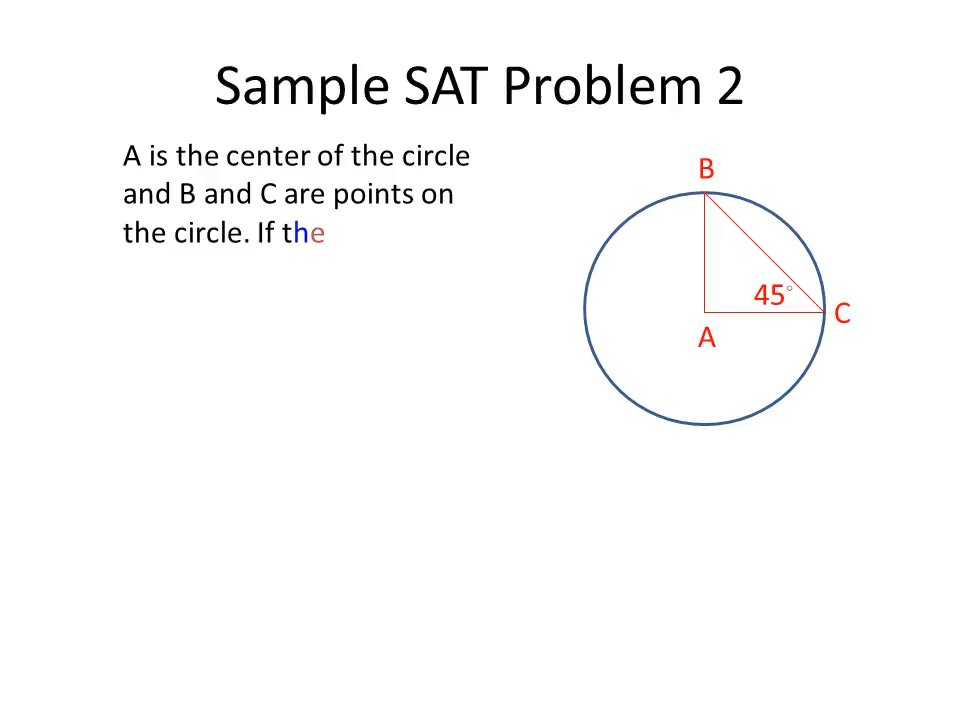 Sample SAT Problem 2
A is the center of the circle
and B and C are points on
the circle. If the
B
45°
C
A